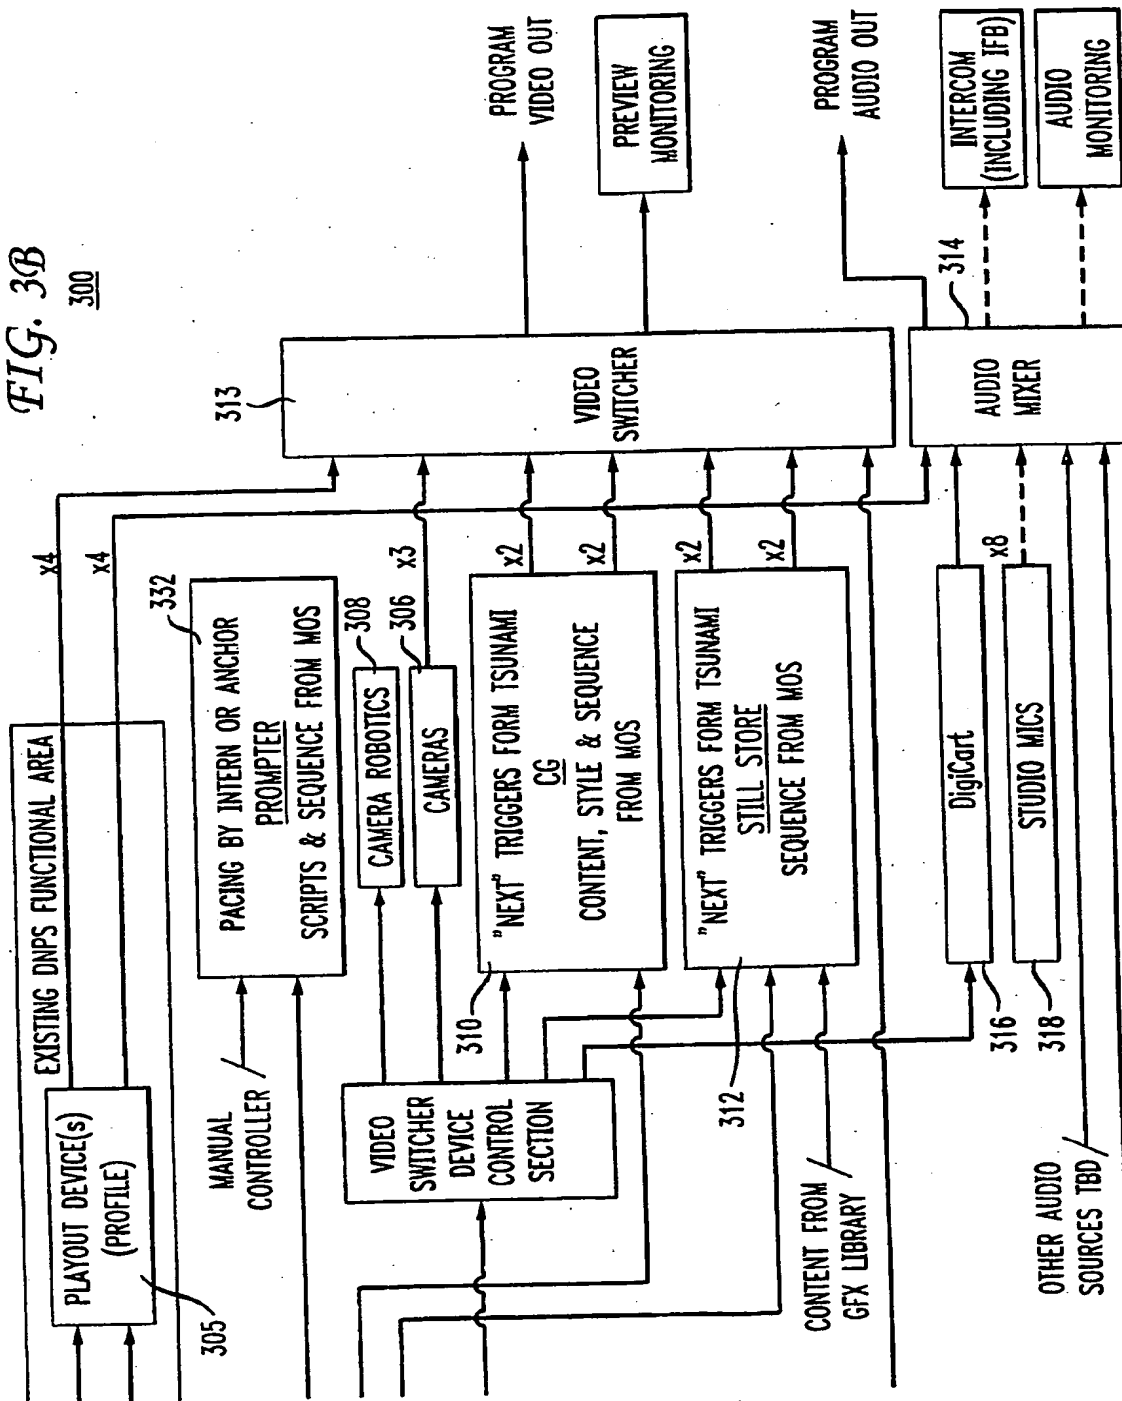 FIG. 3B
300
EXISTING DNPS FUNCTIONAL AREA
PLAYOUT DEVICE(s)
(PROFILE)
305
x4
x4
332
PACING BY INTERN OR ANCHOR
PROMPTER
SCRIPTS & SEQUENCE FROM MOS
MANUAL
CONTROLLER
CAMERA ROBOTICS
308
CAMERAS
306
x3
VIDEO
SWITCHER
DEVICE
CONTROL
SECTION
"NEXT" TRIGGERS FORM TSUNAMI
CG
CONTENT, STYLE & SEQUENCE
FROM MOS
310
x2
x2
"NEXT" TRIGGERS FORM TSUNAMI
STILL STORE
SEQUENCE FROM MOS
312
x2
x2
CONTENT FROM
GFX LIBRARY
313
VIDEO
SWITCHER
PROGRAM
VIDEO OUT
PREVIEW
MONITORING
DigiCart
316
STUDIO MICS
318
x8
OTHER AUDIO
SOURCES TBD
AUDIO
MIXER
314
PROGRAM
AUDIO OUT
INTERCOM
(INCLUDING IFB)
AUDIO
MONITORING